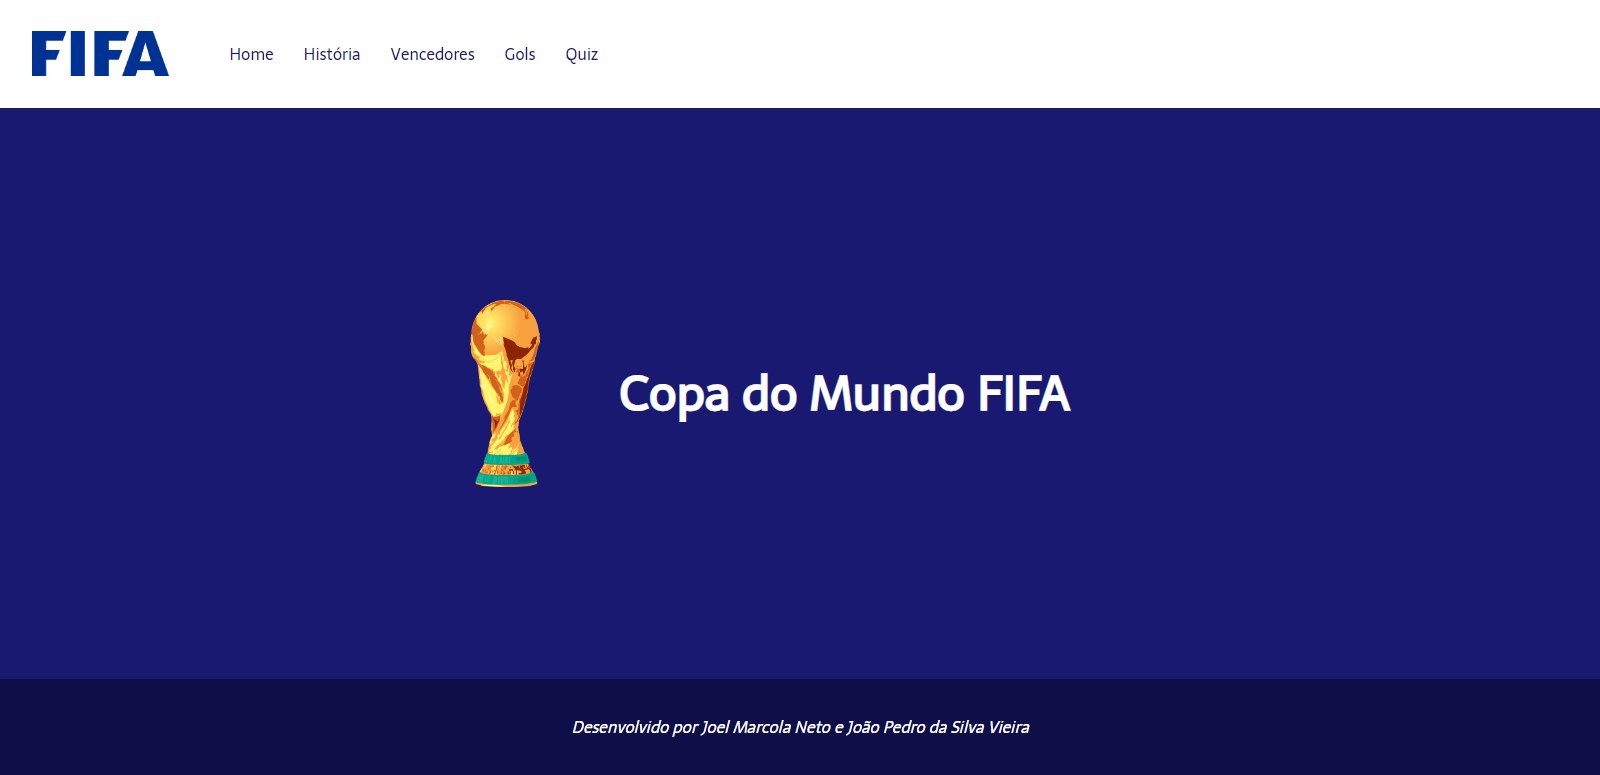 FIFA
Home História Vencedores Gols Quiz
Copa do Mundo FIFA
Desenvolvido por Joel Marcola Neto e João Pedro da Silva Vieira